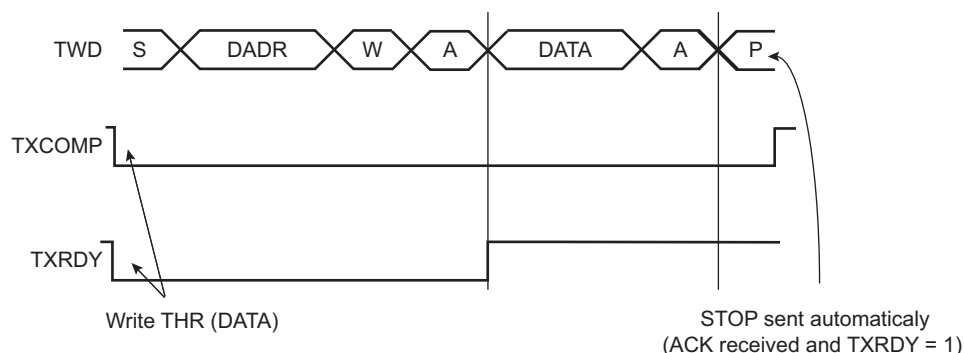 TWD S DADR W A DATA A P
TXCOMP
TXRDY
Write THR (DATA)
STOP sent automaticaly
(ACK received and TXRDY = 1)